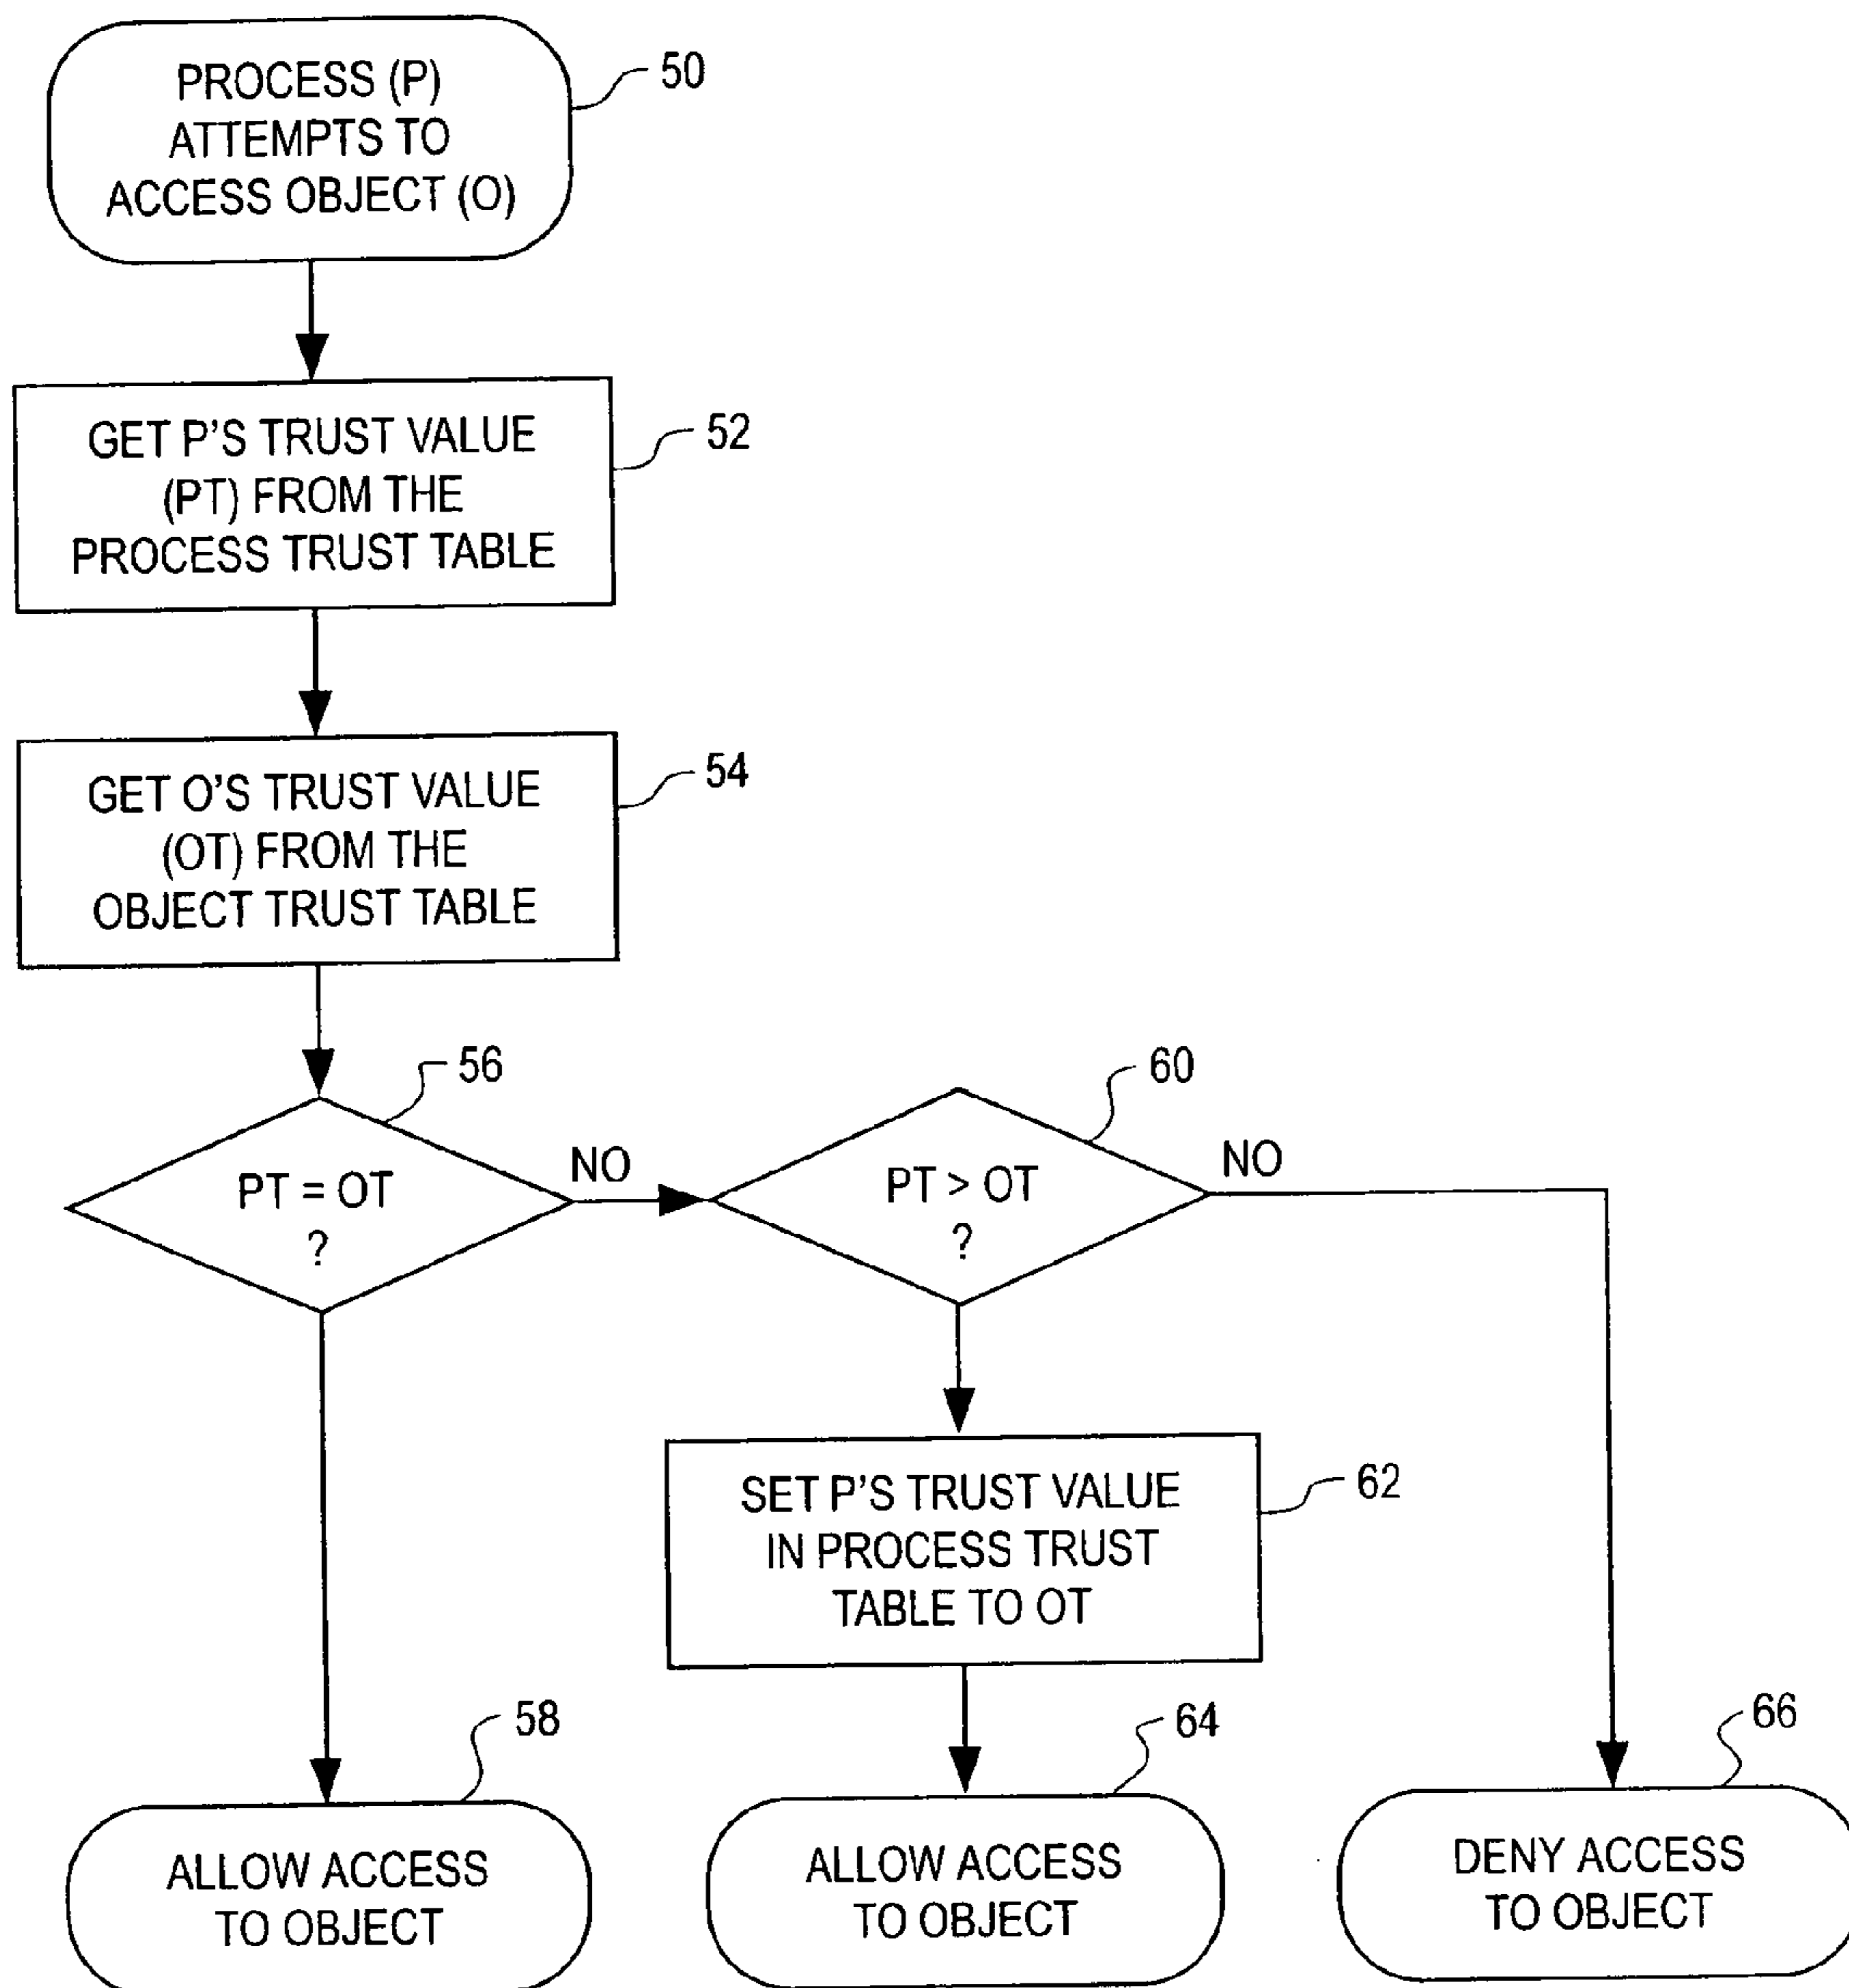 PROCESS (P)
ATTEMPTS TO
ACCESS OBJECT (O)
50
GET P'S TRUST VALUE
(PT) FROM THE
PROCESS TRUST TABLE
52
GET O'S TRUST VALUE
(OT) FROM THE
OBJECT TRUST TABLE
54
56
PT = OT
?
NO
60
PT > OT
?
NO
SET P'S TRUST VALUE
IN PROCESS TRUST
TABLE TO OT
62
58
ALLOW ACCESS
TO OBJECT
64
ALLOW ACCESS
TO OBJECT
66
DENY ACCESS
TO OBJECT